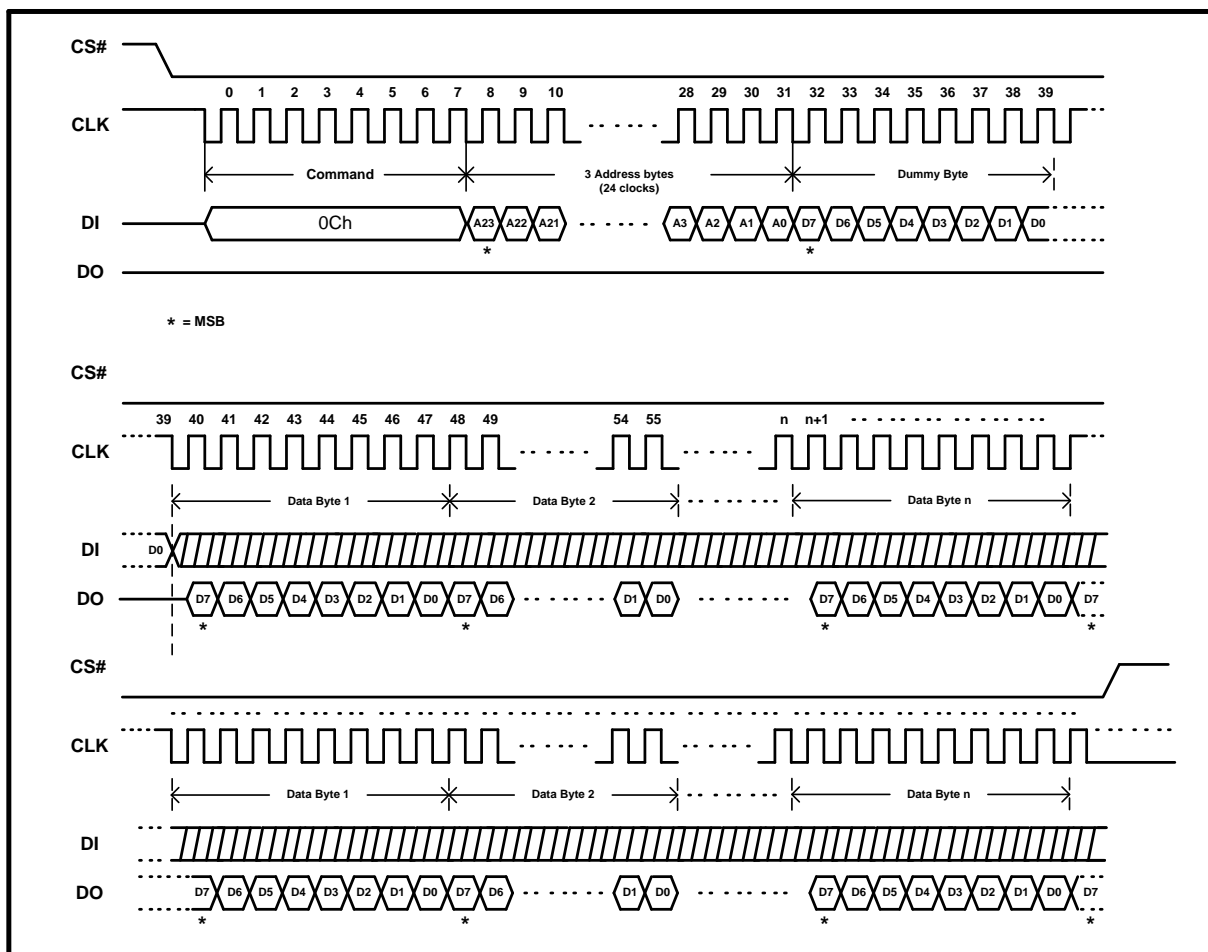 CS#
0 1 2 3 4 5 6 7 8 9 10 28 29 30 31 32 33 34 35 36 37 38 39
CLK
Command 3 Address bytes (24 clocks) Dummy Byte
DI 0Ch A23 A22 A21 A3 A2 A1 A0 D7 D6 D5 D4 D3 D2 D1 D0
* *
DO
* = MSB
CS#
39 40 41 42 43 44 45 46 47 48 49 54 55 n n+1
CLK
Data Byte 1 Data Byte 2 Data Byte n
DI D0
DO D7 D6 D5 D4 D3 D2 D1 D0 D7 D6 D1 D0 D7 D6 D5 D4 D3 D2 D1 D0 D7
* * * *
CS#
CLK
Data Byte 1 Data Byte 2 Data Byte n
DI
DO D7 D6 D5 D4 D3 D2 D1 D0 D7 D6 D1 D0 D7 D6 D5 D4 D3 D2 D1 D0 D7
* * * *